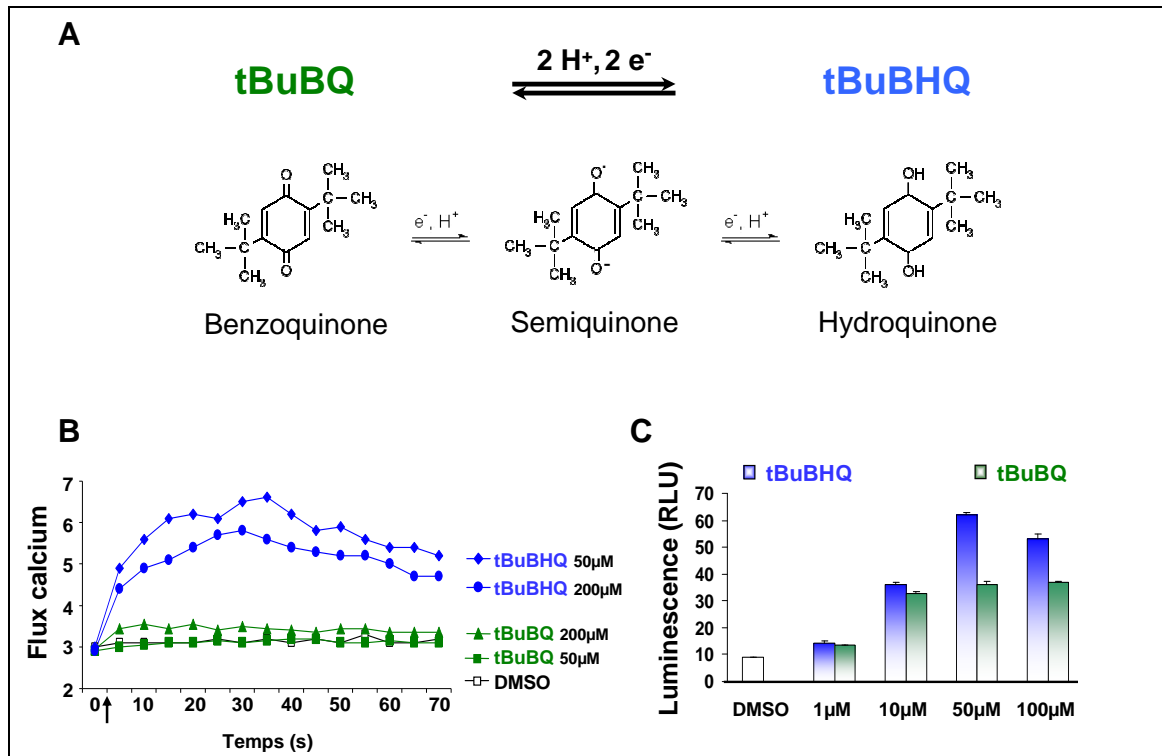 A
tBuBQ 2 H+, 2 e- tBuBHQ
O CH3 CH3 C CH3 CH3 CH3 C CH3 O
e-, H+
O· CH3 CH3 C CH3 CH3 CH3 C CH3 O-
e-, H+
OH CH3 CH3 C CH3 CH3 CH3 C CH3 OH
Benzoquinone Semiquinone Hydroquinone
B
Flux calcium
7
6
5
4
3
2
0 10 20 30 40 50 60 70
Temps (s)
tBuBHQ 50µM
tBuBHQ 200µM
tBuBQ 200µM
tBuBQ 50µM
DMSO
C
tBuBHQ tBuBQ
Luminescence (RLU)
70
60
50
40
30
20
10
0
DMSO 1µM 10µM 50µM 100µM